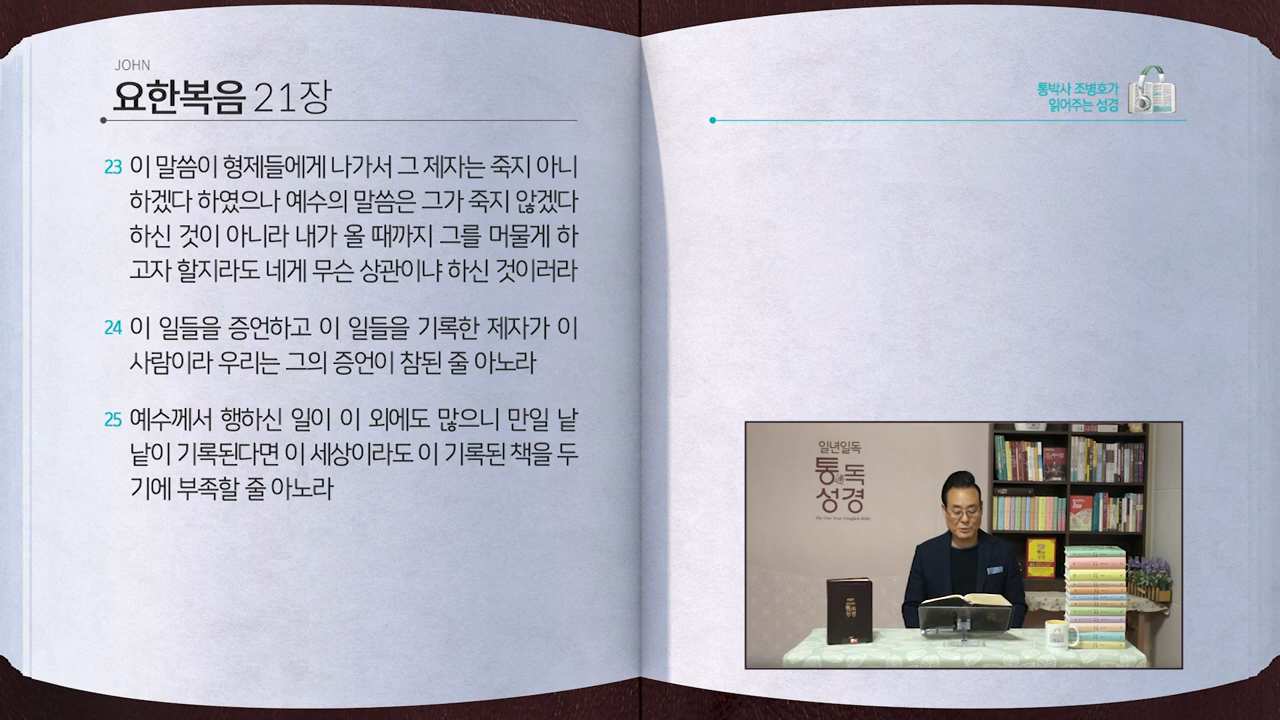 JOHN
요한복음 21장
23 이 말씀이 형제들에게 나가서 그 제자는 죽지 아니
하겠다 하였으나 예수의 말씀은 그가 죽지 않겠다
하신 것이 아니라 내가 올 때까지 그를 머물게 하
고자 할지라도 네게 무슨 상관이냐 하신 것이러라
24 이 일들을 증언하고 이 일들을 기록한 제자가 이
사람이라 우리는 그의 증언이 참된 줄 아노라
25 예수께서 행하신 일이 이 외에도 많으니 만일 낱
낱이 기록된다면 이 세상이라도 이 기록된 책을 두
기에 부족할 줄 아노라
통박사 조병호가
읽어주는 성경
일년일독
통독
성경